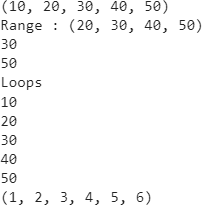 (10, 20, 30, 40, 50)
Range : (20, 30, 40, 50)
30
50
Loops
10
20
30
40
50
(1, 2, 3, 4, 5, 6)